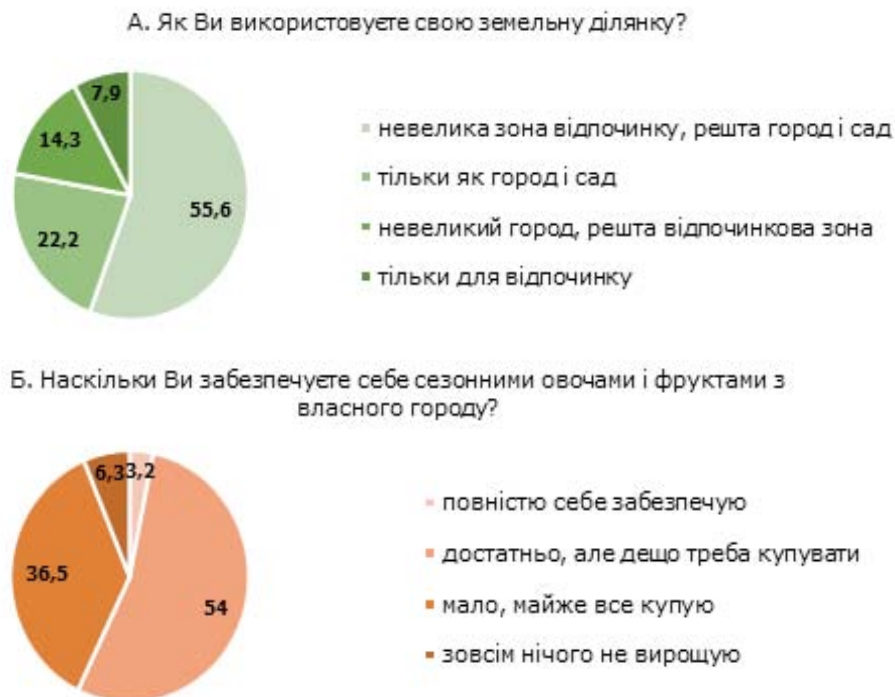 А. Як Ви використовуєте свою земельну ділянку?
7,9
14,3
22,2
55,6
невелика зона відпочинку, решта город і сад
тільки як город і сад
невеликий город, решта відпочинкова зона
тільки для відпочинку
Б. Наскільки Ви забезпечуєте себе сезонними овочами і фруктами з
власного городу?
6,3
3,2
36,5
54
повністю себе забезпечую
достатньо, але дещо треба купувати
мало, майже все купую
зовсім нічого не вирощую